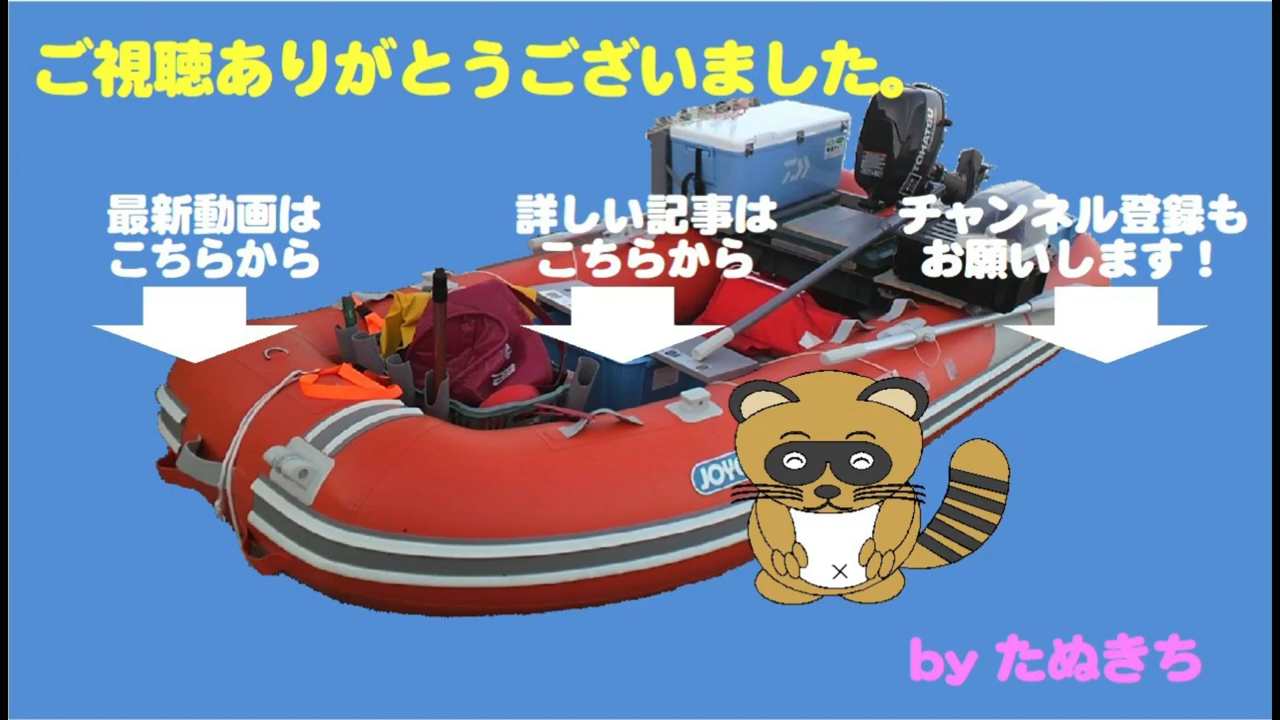 ご視聴ありがとうございました。
最新動画は
こちらから
詳しい記事は
こちらから
チャンネル登録も
お願いします！
TOHATSU
by たぬきち